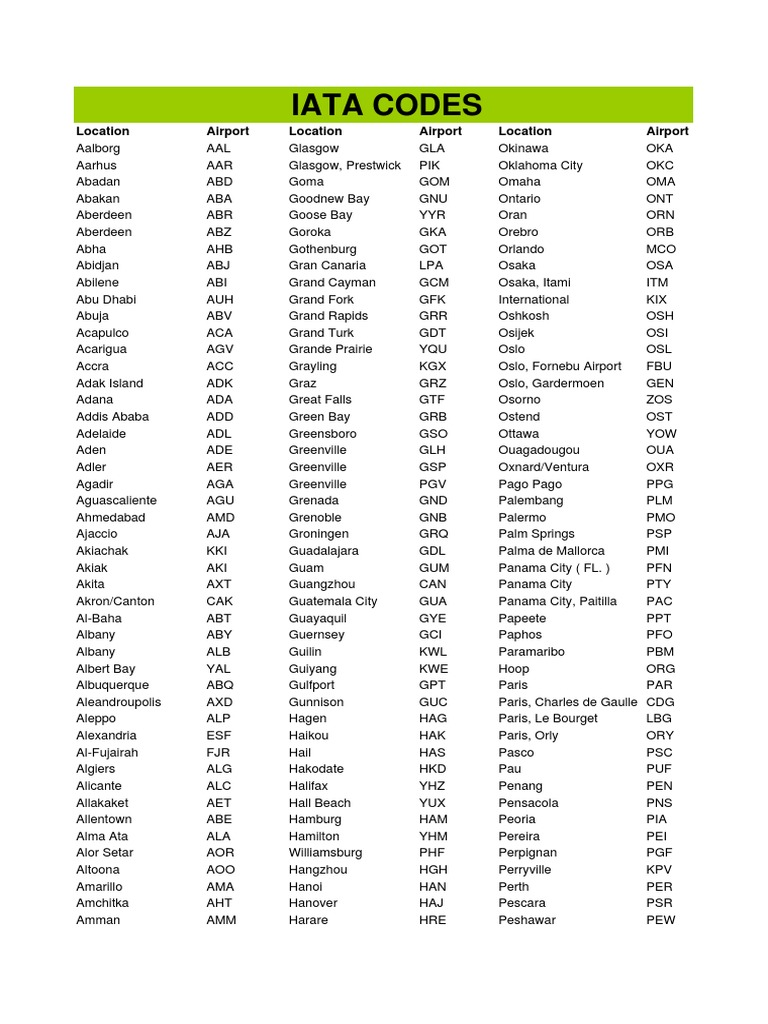 IATA CODES
Location Airport Location Airport Location Airport
Aalborg AAL Glasgow GLA Okinawa OKA
Aarhus AAR Glasgow, Prestwick PIK Oklahoma City OKC
Abadan ABD Goma GOM Omaha OMA
Abakan ABA Goodnew Bay GNU Ontario ONT
Aberdeen ABR Goose Bay YYR Oran ORN
Aberdeen ABZ Goroka GKA Orebro ORB
Abha AHB Gothenburg GOT Orlando MCO
Abidjan ABJ Gran Canaria LPA Osaka OSA
Abilene ABI Grand Cayman GCM Osaka, Itami ITM
Abu Dhabi AUH Grand Fork GFK International KIX
Abuja ABV Grand Rapids GRR Oshkosh OSH
Acapulco ACA Grand Turk GDT Osijek OSI
Acarigua AGV Grande Prairie YQU Oslo OSL
Accra ACC Grayling KGX Oslo, Fornebu Airport FBU
Adak Island ADK Graz GRZ Oslo, Gardermoen GEN
Adana ADA Great Falls GTF Osorno ZOS
Addis Ababa ADD Green Bay GRB Ostend OST
Adelaide ADL Greensboro GSO Ottawa YOW
Aden ADE Greenville GLH Ouagadougou OUA
Adler AER Greenville GSP Oxnard/Ventura OXR
Agadir AGA Greenville PGV Pago Pago PPG
Aguascaliente AGU Grenada GND Palembang PLM
Ahmedabad AMD Grenoble GNB Palermo PMO
Ajaccio AJA Groningen GRQ Palm Springs PSP
Akiachak KKI Guadalajara GDL Palma de Mallorca PMI
Akiak AKI Guam GUM Panama City ( FL. ) PFN
Akita AXT Guangzhou CAN Panama City PTY
Akron/Canton CAK Guatemala City GUA Panama City, Paitilla PAC
Al-Baha ABT Guayaquil GYE Papeete PPT
Albany ABY Guernsey GCI Paphos PFO
Albany ALB Guilin KWL Paramaribo PBM
Albert Bay YAL Guiyang KWE Hoop ORG
Albuquerque ABQ Gulfport GPT Paris PAR
Aleandroupolis AXD Gunnison GUC Paris, Charles de Gaulle CDG
Aleppo ALP Hagen HAG Paris, Le Bourget LBG
Alexandria ESF Haikou HAK Paris, Orly ORY
Al-Fujairah FJR Hail HAS Pasco PSC
Algiers ALG Hakodate HKD Pau PUF
Alicante ALC Halifax YHZ Penang PEN
Allakaket AET Hall Beach YUX Pensacola PNS
Allentown ABE Hamburg HAM Peoria PIA
Alma Ata ALA Hamilton YHM Pereira PEI
Alor Setar AOR Williamsburg PHF Perpignan PGF
Altoona AOO Hangzhou HGH Perryville KPV
Amarillo AMA Hanoi HAN Perth PER
Amchitka AHT Hanover HAJ Pescara PSR
Amman AMM Harare HRE Peshawar PEW